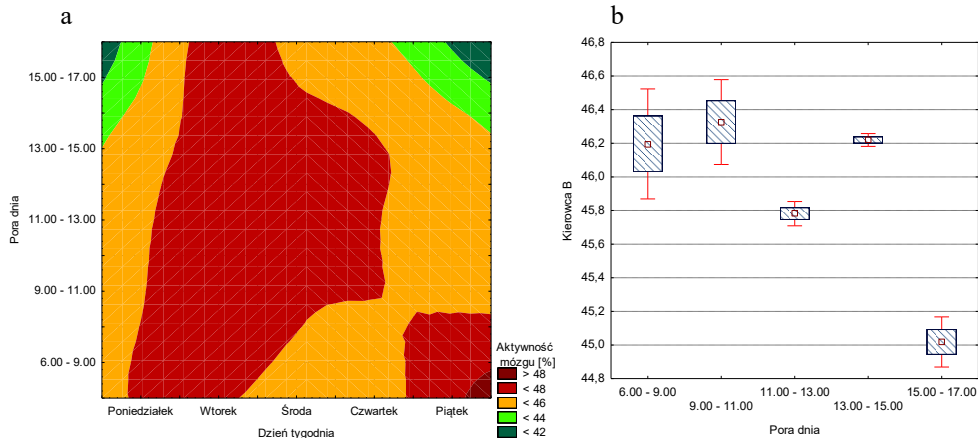 a
15.00 - 17.00
13.00 - 15.00
11.00 - 13.00
9.00 - 11.00
6.00 - 9.00
Pora dnia
Poniedziałek Wtorek Środa Czwartek Piątek
Dzień tygodnia
Aktywność
mózgu [%]
> 48
< 48
< 46
< 44
< 42
b
46,8
46,6
46,4
46,2
46,0
45,8
45,6
45,4
45,2
45,0
44,8
Kierowca B
6.00 - 9.00 11.00 - 13.00 15.00 - 17.00
9.00 - 11.00 13.00 - 15.00
Pora dnia